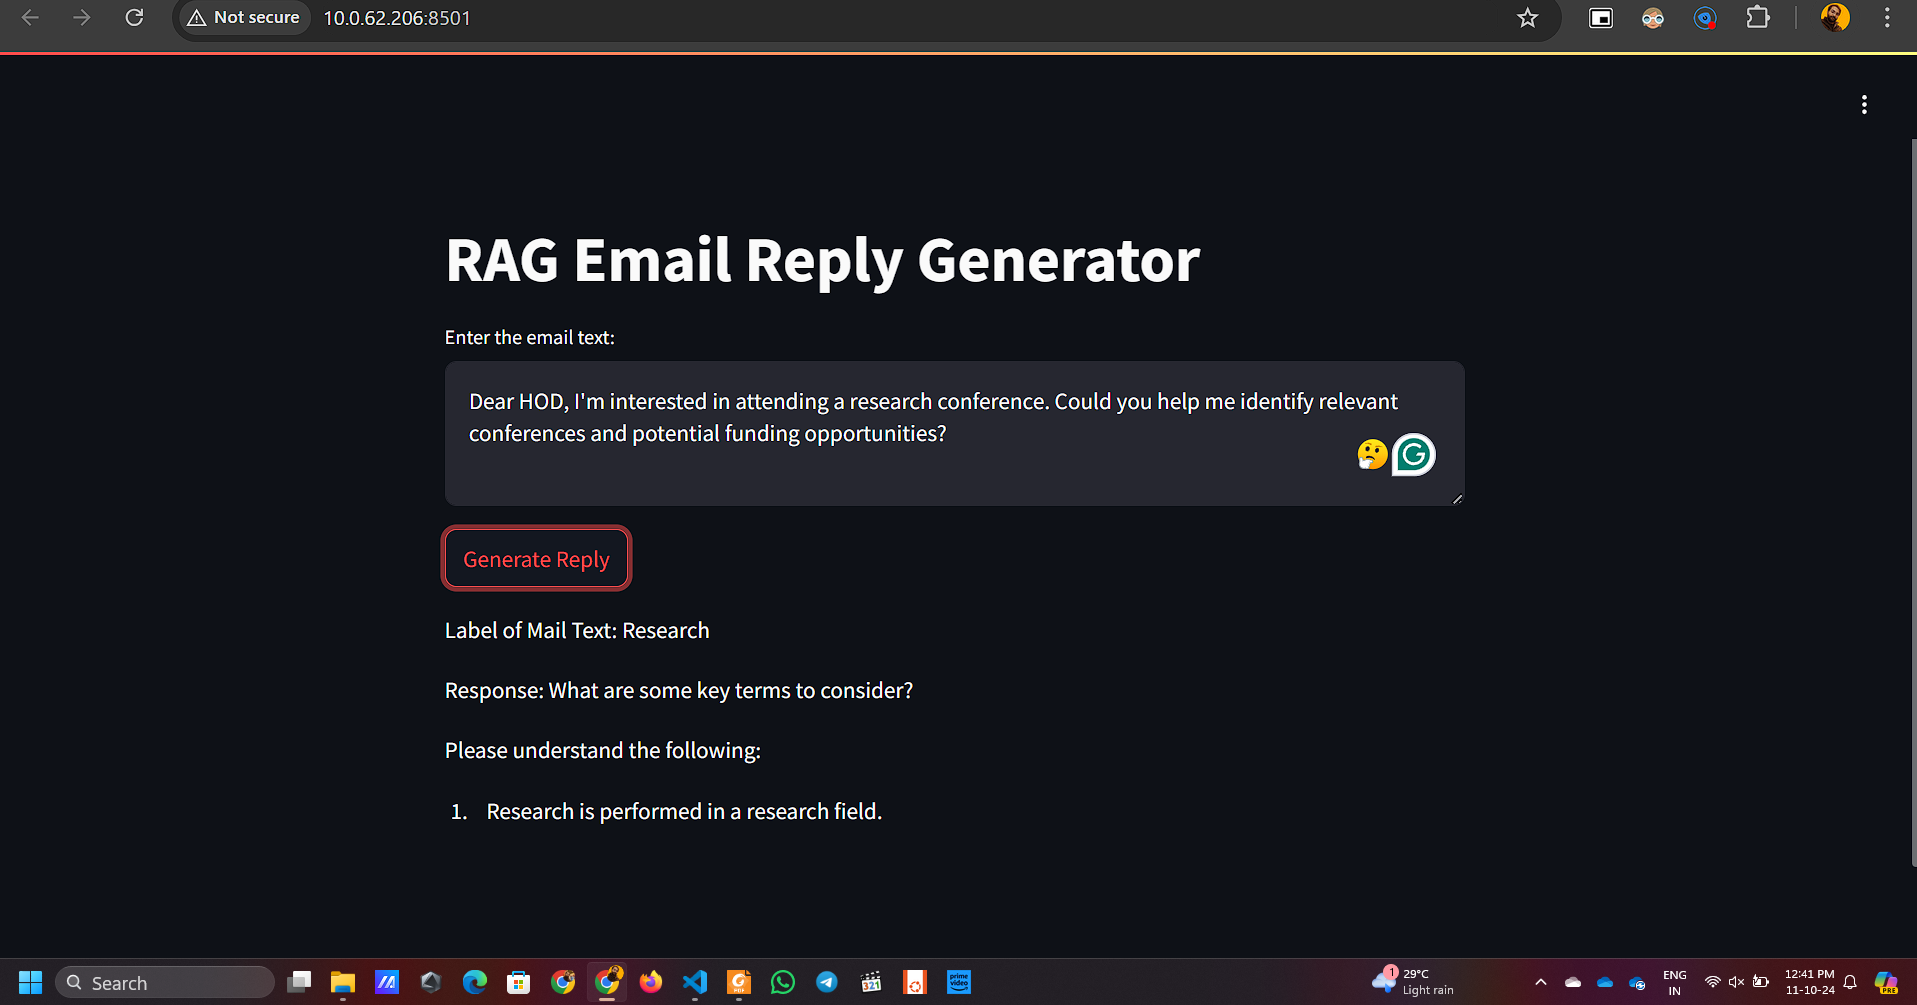 Not secure
10.0.62.206:8501
RAG Email Reply Generator
Enter the email text:
Dear HOD, I'm interested in attending a research conference. Could you help me identify relevant
conferences and potential funding opportunities?
Generate Reply
Label of Mail Text: Research
Response: What are some key terms to consider?
Please understand the following:
1. Research is performed in a research field.
Search
1
29°C
Light rain
ENG
IN
12:41 PM
11-10-24